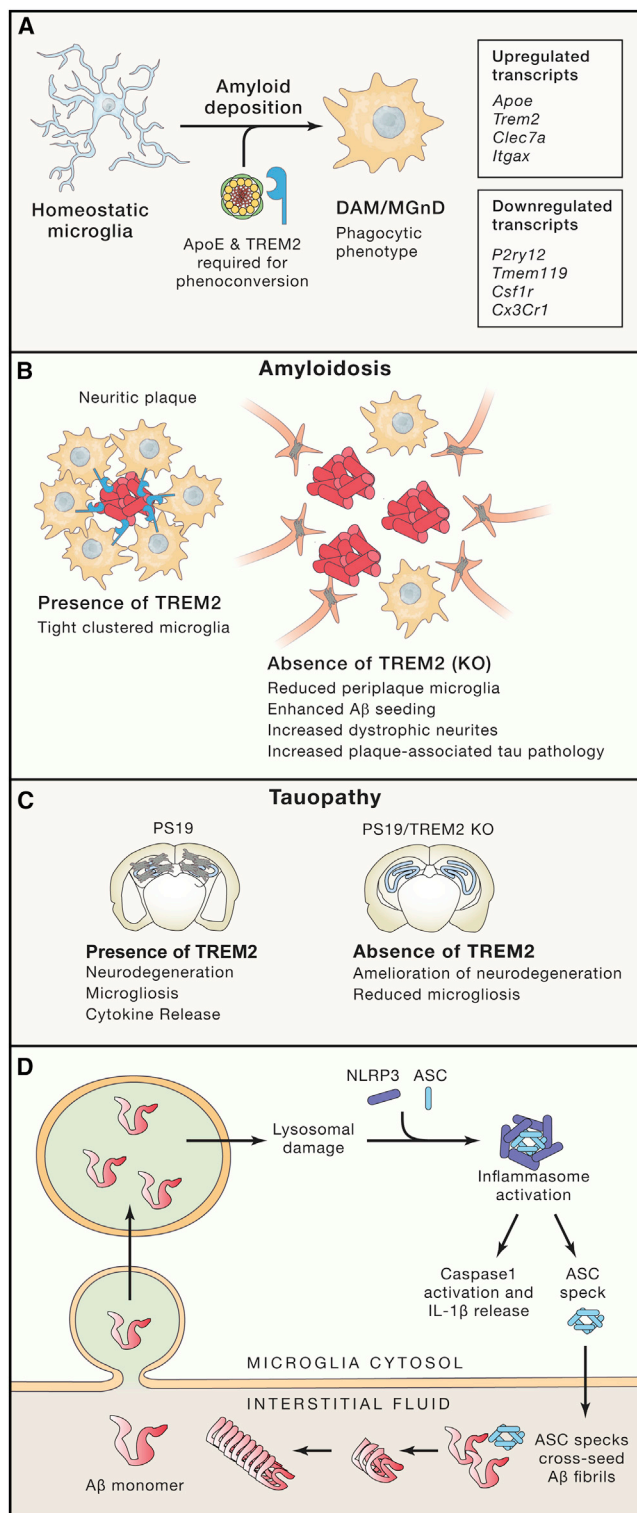 A
Amyloid
deposition
Homeostatic
microglia
ApoE & TREM2
required for
phenoconversion
DAM/MGnD
Phagocytic
phenotype
Upregulated
transcripts
Apoe
Trem2
Clec7a
Itgax
Downregulated
transcripts
P2ry12
Tmem119
Csf1r
Cx3Cr1
B
Amyloidosis
Neuritic plaque
Presence of TREM2
Tight clustered microglia
Absence of TREM2 (KO)
Reduced periplaque microglia
Enhanced Aβ seeding
Increased dystrophic neurites
Increased plaque-associated tau pathology
C
Tauopathy
PS19
Presence of TREM2
Neurodegeneration
Microgliosis
Cytokine Release
PS19/TREM2 KO
Absence of TREM2
Amelioration of neurodegeneration
Reduced microgliosis
D
NLRP3 ASC
Lysosomal
damage
Inflammasome
activation
Caspase1
activation and
IL-1β release
ASC
speck
MICROGLIA CYTOSOL
INTERSTITIAL FLUID
Aβ monomer
ASC specks
cross-seed
Aβ fibrils